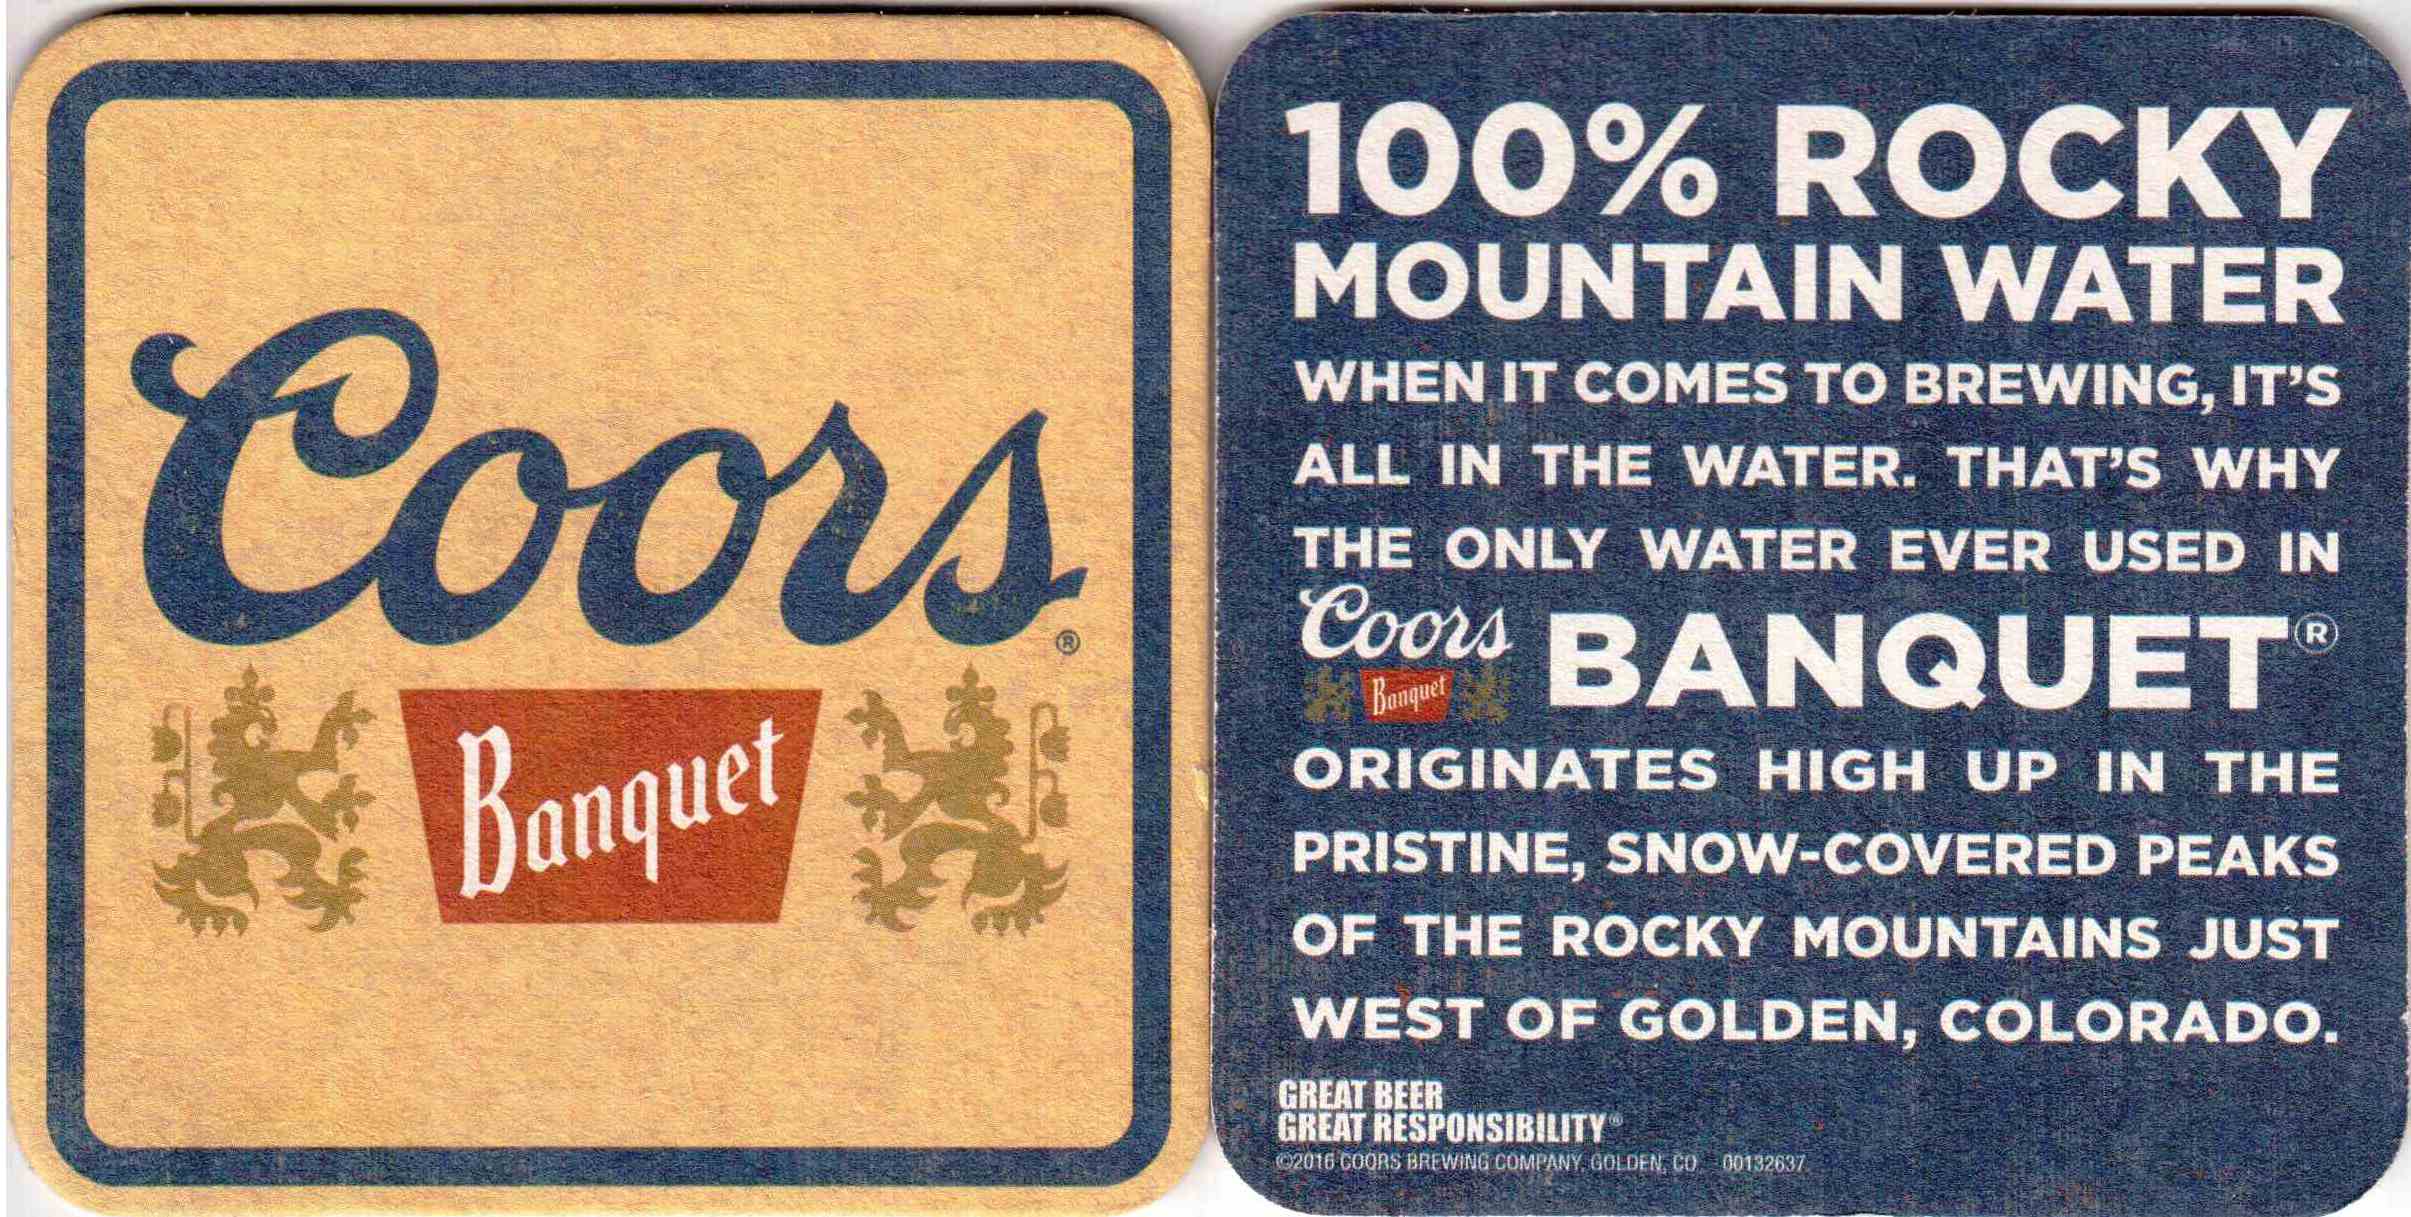 Coors®
Banquet
100% ROCKY
MOUNTAIN WATER
WHEN IT COMES TO BREWING, IT'S
ALL IN THE WATER. THAT'S WHY
THE ONLY WATER EVER USED IN
Coors BANQUET®
Banquet
ORIGINATES HIGH UP IN THE
PRISTINE, SNOW-COVERED PEAKS
OF THE ROCKY MOUNTAINS JUST
WEST OF GOLDEN, COLORADO.
GREAT BEER
GREAT RESPONSIBILITY®
©2016 COORS BREWING COMPANY, GOLDEN, CO 00132637